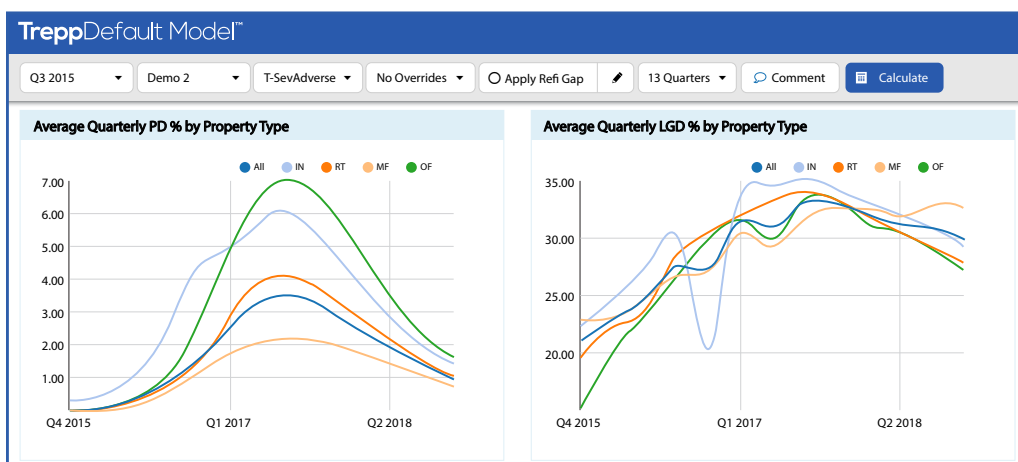 TreppDefault Model™
Q3 2015 Demo 2 T-SevAdverse No Overrides Apply Refi Gap 13 Quarters Comment Calculate
Average Quarterly PD % by Property Type
All IN RT MF OF
7.00
6.00
5.00
4.00
3.00
2.00
1.00
Q4 2015 Q1 2017 Q2 2018
Average Quarterly LGD % by Property Type
All IN RT MF OF
35.00
30.00
25.00
20.00
Q4 2015 Q1 2017 Q2 2018